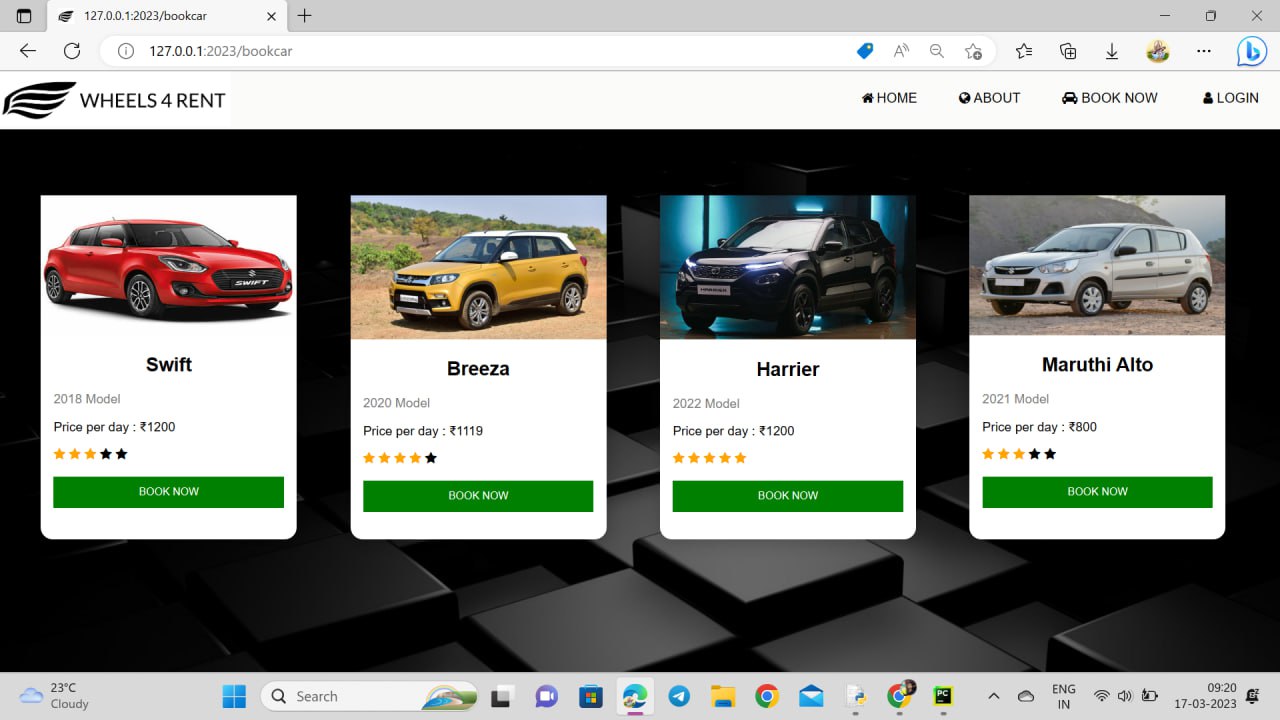 127.0.0.1:2023/bookcar
127.0.0.1:2023/bookcar
WHEELS 4 RENT
HOME
ABOUT
BOOK NOW
LOGIN
SWIFT
HARRIER
Swift
2018 Model
Price per day : ₹1200
BOOK NOW
Breeza
2020 Model
Price per day : ₹1119
BOOK NOW
Harrier
2022 Model
Price per day : ₹1200
BOOK NOW
Maruthi Alto
2021 Model
Price per day : ₹800
BOOK NOW
23°C
Cloudy
Search
PC
ENG
IN
09:20
17-03-2023